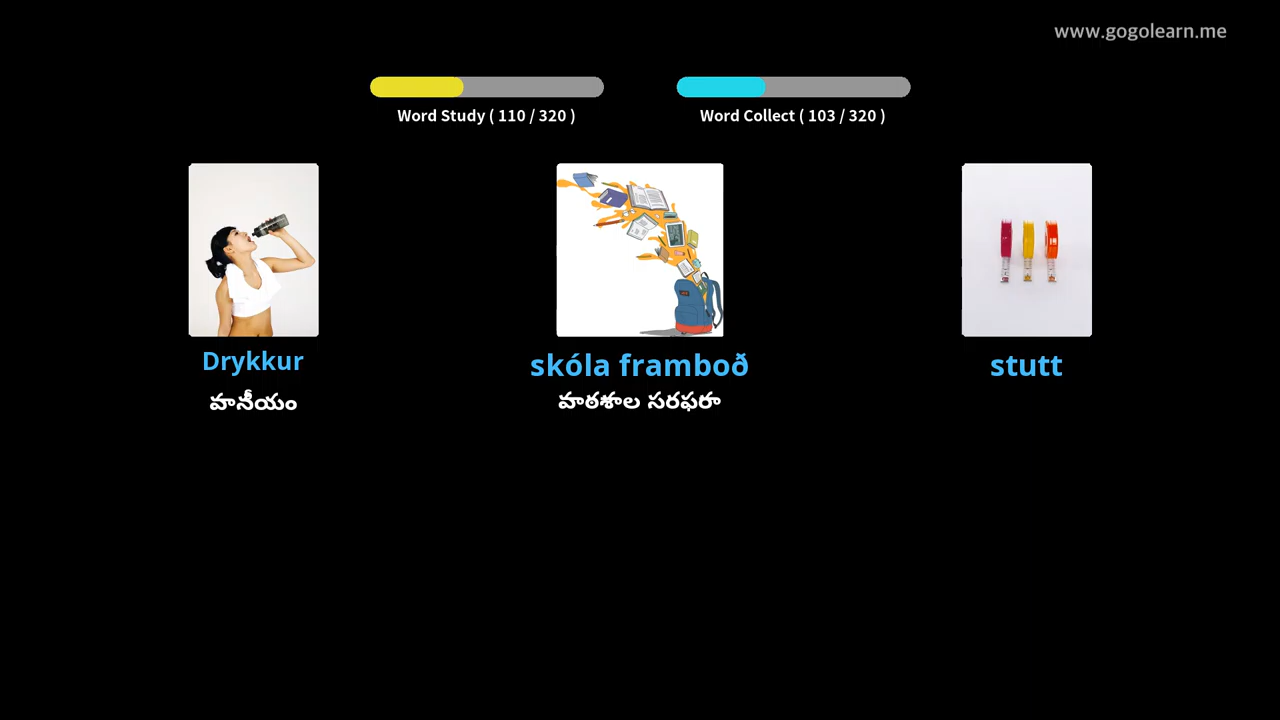 www.gogolearn.me
Word Study ( 110 / 320 )
Word Collect ( 103 / 320 )
Drykkur
skóla framboð
stutt
పానీయం
పాఠశాల సరఫరా